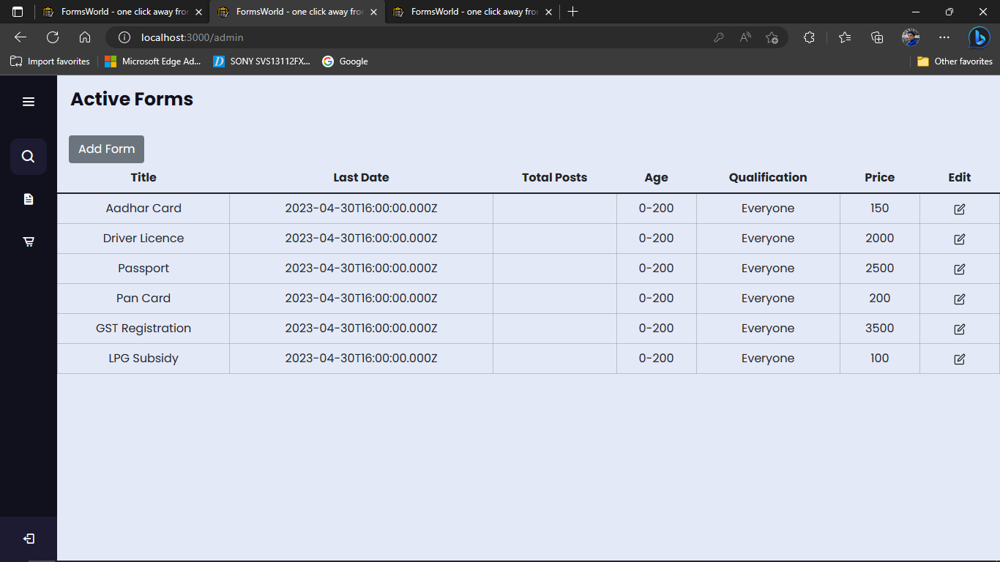 FormsWorld - one click away fro
FormsWorld - one click away fro
FormsWorld - one click away fro
localhost:3000/admin
Import favorites Microsoft Edge Ad... SONY SVS13112FX... Google Other favorites
Active Forms
Add Form
Title Last Date Total Posts Age Qualification Price Edit
Aadhar Card 2023-04-30T16:00:00.000Z 0-200 Everyone 150
Driver Licence 2023-04-30T16:00:00.000Z 0-200 Everyone 2000
Passport 2023-04-30T16:00:00.000Z 0-200 Everyone 2500
Pan Card 2023-04-30T16:00:00.000Z 0-200 Everyone 200
GST Registration 2023-04-30T16:00:00.000Z 0-200 Everyone 3500
LPG Subsidy 2023-04-30T16:00:00.000Z 0-200 Everyone 100